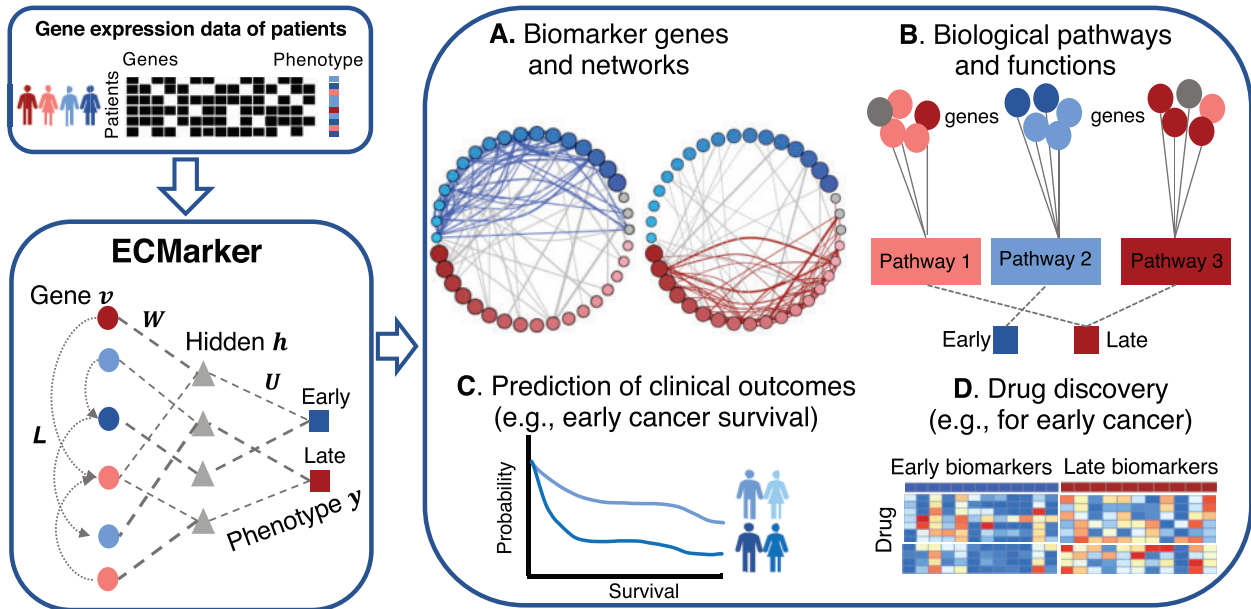 Gene expression data of patients
Genes
Phenotype
Patients
ECMarker
Gene v
W
Hidden h
U
Early
L
Late
Phenotype y
A. Biomarker genes
and networks
B. Biological pathways
and functions
genes
genes
Pathway 1
Pathway 2
Pathway 3
Early
Late
C. Prediction of clinical outcomes
(e.g., early cancer survival)
Probability
Survival
D. Drug discovery
(e.g., for early cancer)
Early biomarkers
Late biomarkers
Drug